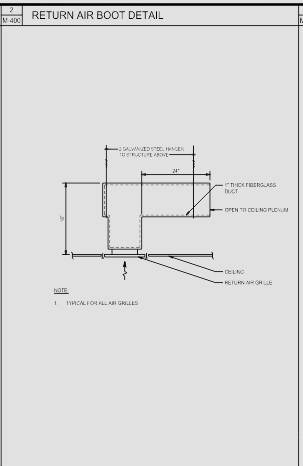 2
M-400
RETURN AIR BOOT DETAIL
2 GALVANIZED STEEL HANGER
TO STRUCTURE ABOVE
24"
1" THICK FIBERGLASS
DUCT
OPEN TO CEILING PLENUM
CEILING
RETURN AIR GRILLE
NOTE:
1. TYPICAL FOR ALL AIR GRILLES